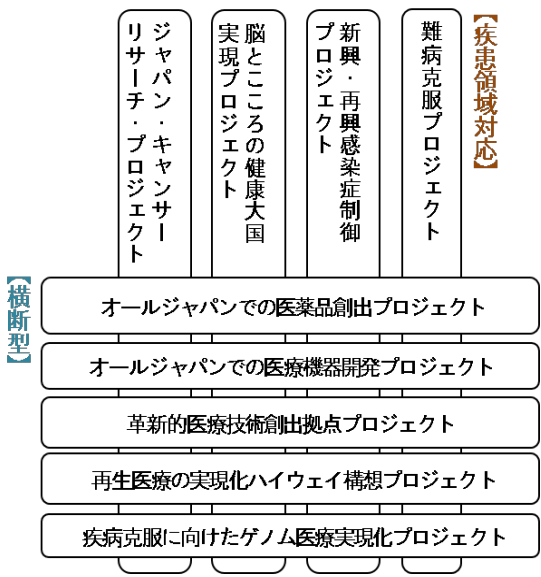 【疾患領域対応】
難病克服プロジェクト
新興・再興感染症制御
プロジェクト
脳とこころの健康大国
実現プロジェクト
ジャパン・キャンサー
リサーチ・プロジェクト
【横断型】
オールジャパンでの医薬品創出プロジェクト
オールジャパンでの医療機器開発プロジェクト
革新的医療技術創出拠点プロジェクト
再生医療の実現化ハイウェイ構想プロジェクト
疾病克服に向けたゲノム医療実現化プロジェクト